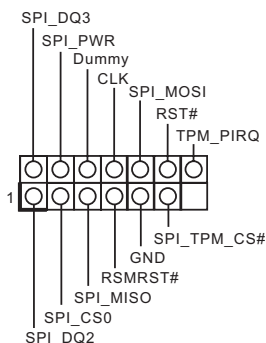 SPI_DQ3
SPI_PWR
Dummy
CLK
SPI_MOSI
RST#
TPM_PIRQ
1
SPI_TPM_CS#
GND
RSMRST#
SPI_MISO
SPI_CS0
SPI_DQ2